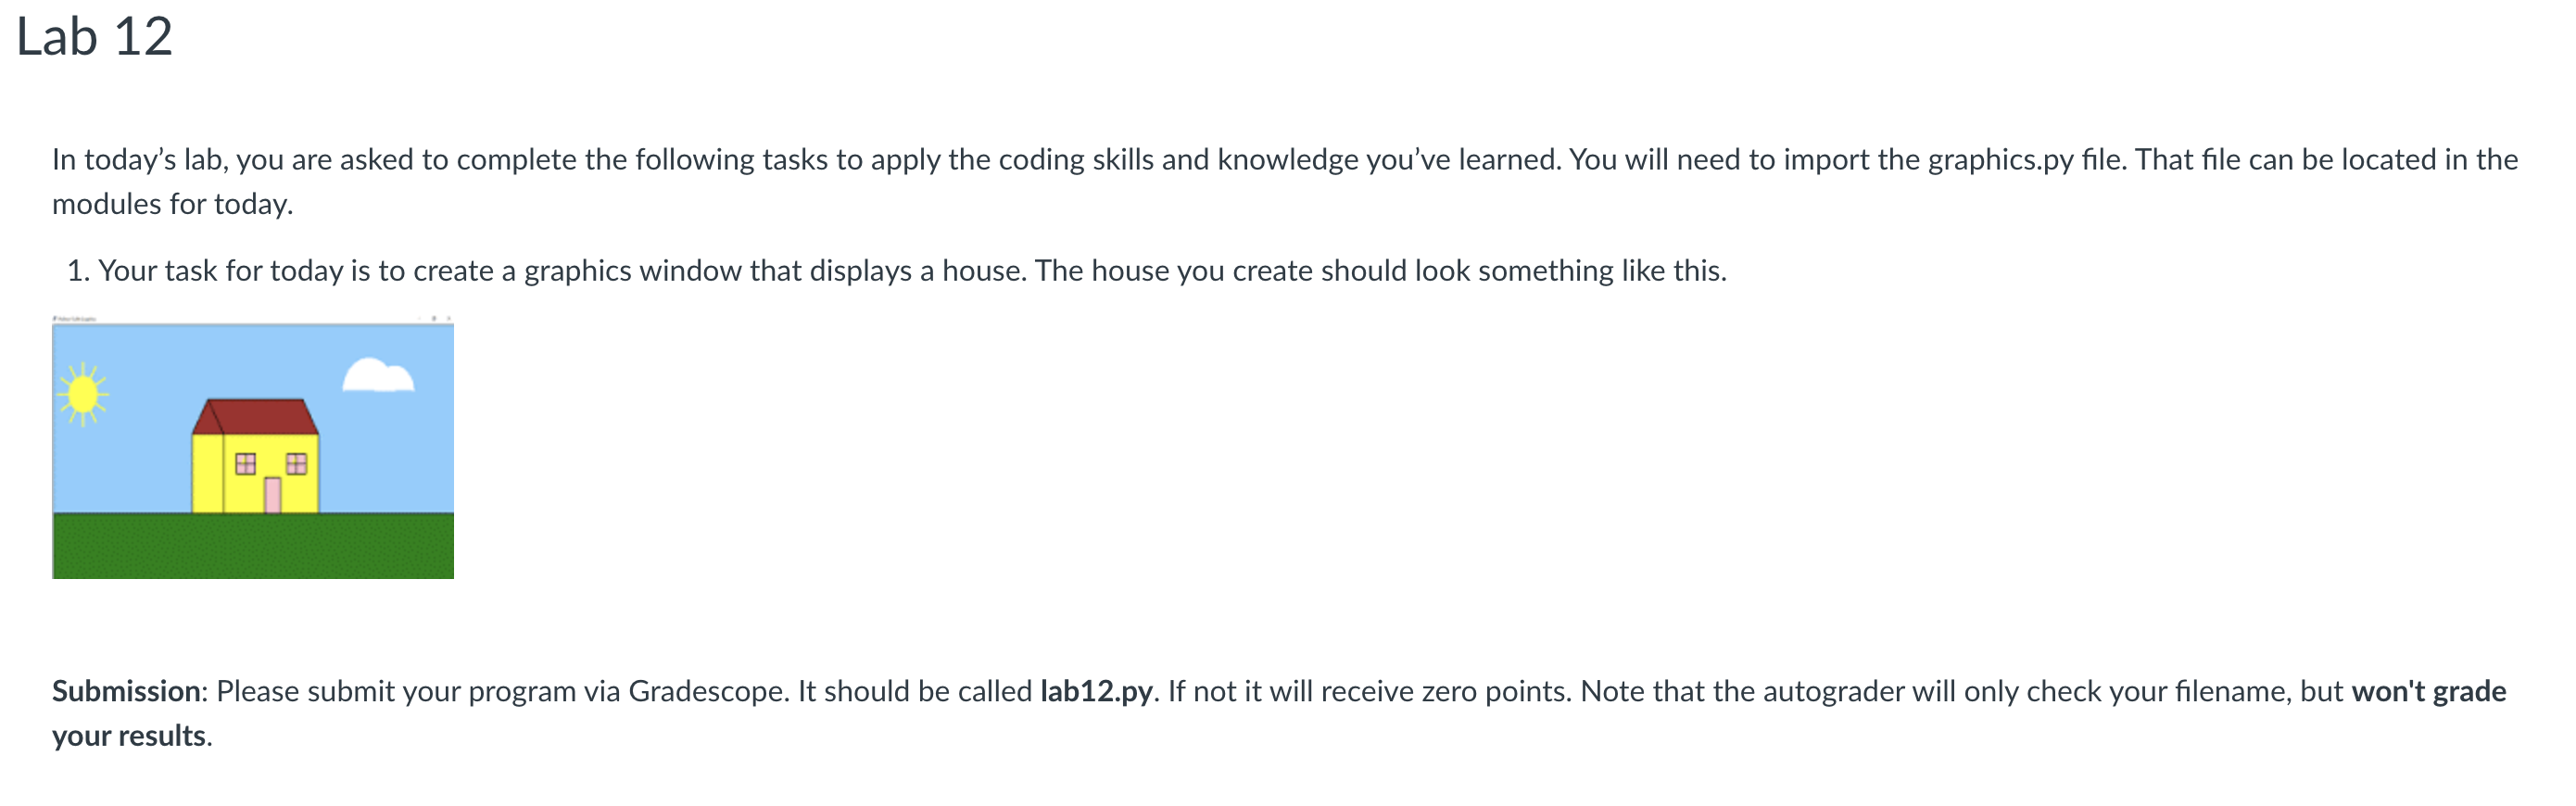 Lab 12
In today’s lab, you are asked to complete the following tasks to apply the coding skills and knowledge you’ve learned. You will need to import the graphics.py file. That file can be located in the
modules for today.
1. Your task for today is to create a graphics window that displays a house. The house you create should look something like this.
Submission: Please submit your program via Gradescope. It should be called lab12.py. If not it will receive zero points. Note that the autograder will only check your filename, but won't grade
your results.